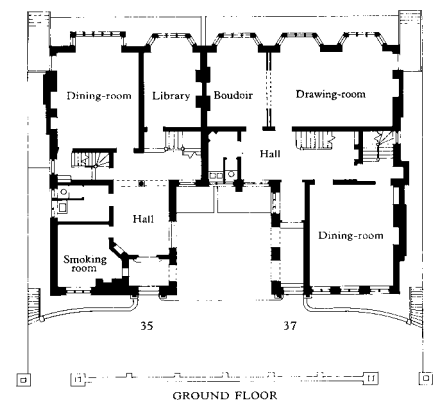 Dining-room
Library
Boudoir
Drawing-room
Hall
Hall
Dining-room
Smoking
room
35
37
GROUND FLOOR